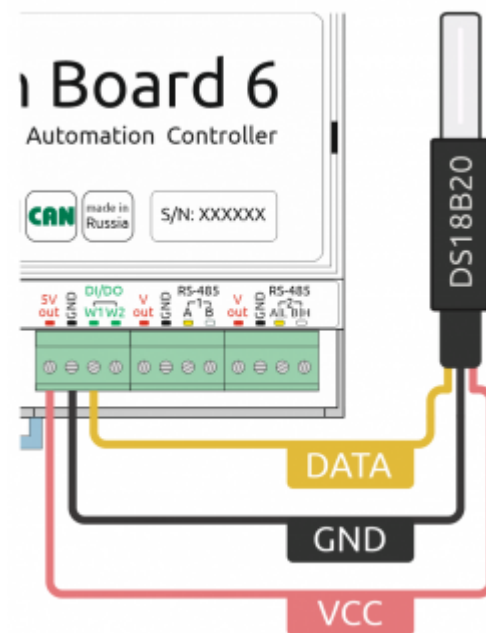 n Board 6
Automation Controller
CAN
made in
Russia
S/N: XXXXXX
DS18B20
5V
out
GND
DI/DO
W1 W2
V
out
GND
RS-485
1
A B
V
out
GND
RS-485
2
A|L B|H
DATA
GND
VCC